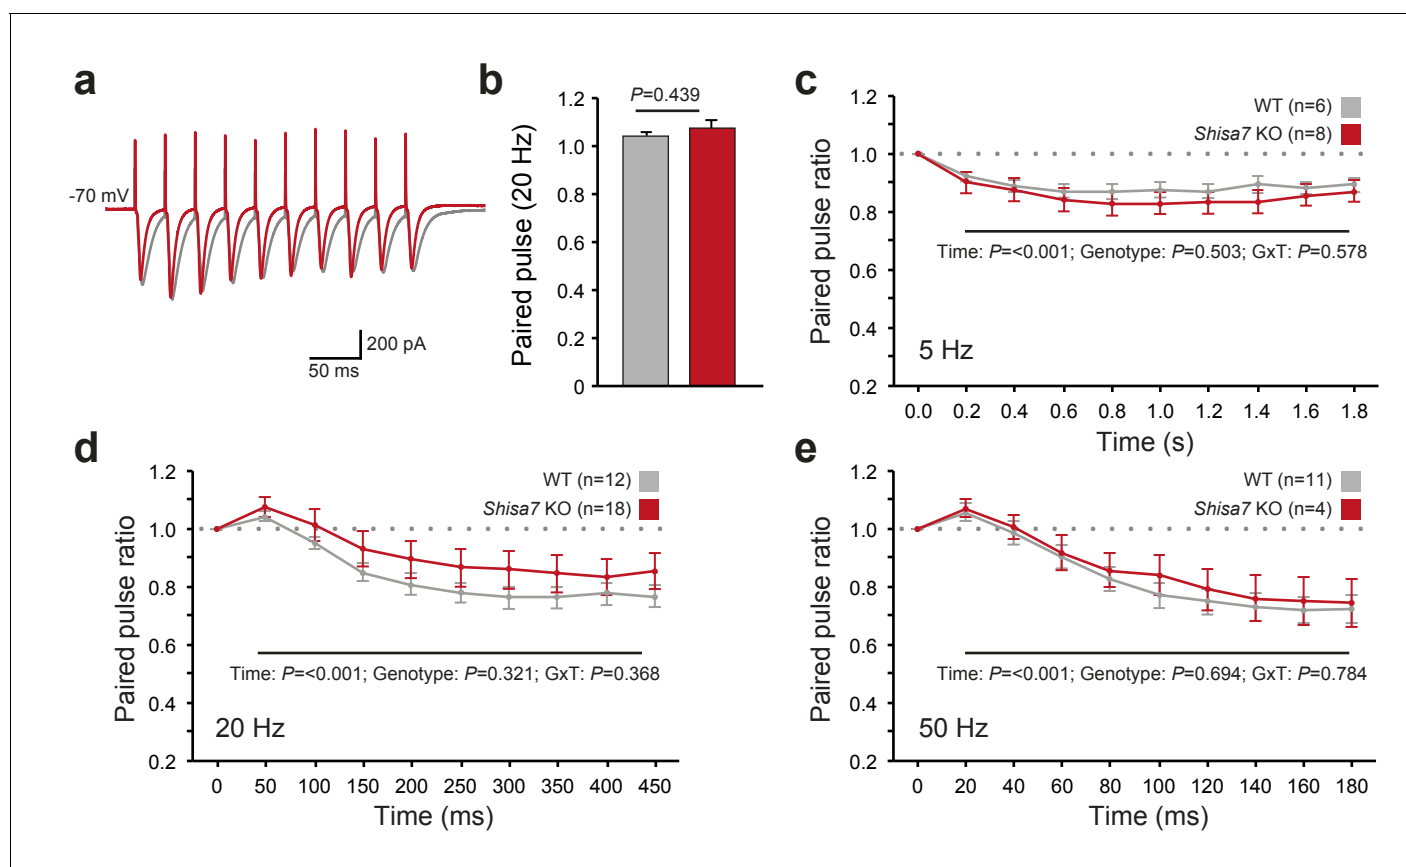 a
-70 mV
200 pA
50 ms
b
P=0.439
Paired pulse (20 Hz)
1.2
1.0
0.8
0.6
0.4
0.2
0
c
WT (n=6)
Shisa7 KO (n=8)
Paired pulse ratio
1.2
1.0
0.8
0.6
0.4
0.2
Time: P=<0.001; Genotype: P=0.503; GxT: P=0.578
5 Hz
0.0 0.2 0.4 0.6 0.8 1.0 1.2 1.4 1.6 1.8
Time (s)
d
WT (n=12)
Shisa7 KO (n=18)
Paired pulse ratio
1.2
1.0
0.8
0.6
0.4
0.2
Time: P=<0.001; Genotype: P=0.321; GxT: P=0.368
20 Hz
0 50 100 150 200 250 300 350 400 450
Time (ms)
e
WT (n=11)
Shisa7 KO (n=4)
Paired pulse ratio
1.2
1.0
0.8
0.6
0.4
0.2
Time: P=<0.001; Genotype: P=0.694; GxT: P=0.784
50 Hz
0 20 40 60 80 100 120 140 160 180
Time (ms)